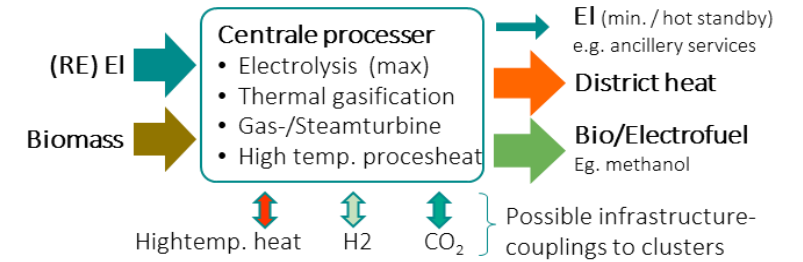 (RE) El
Biomass
Centrale processer
• Electrolysis (max)
• Thermal gasification
• Gas-/Steamturbine
• High temp. procesheat
El (min. / hot standby)
e.g. ancillery services
District heat
Bio/Electrofuel
Eg. methanol
Hightemp. heat
H2
CO₂
Possible infrastructure-
couplings to clusters